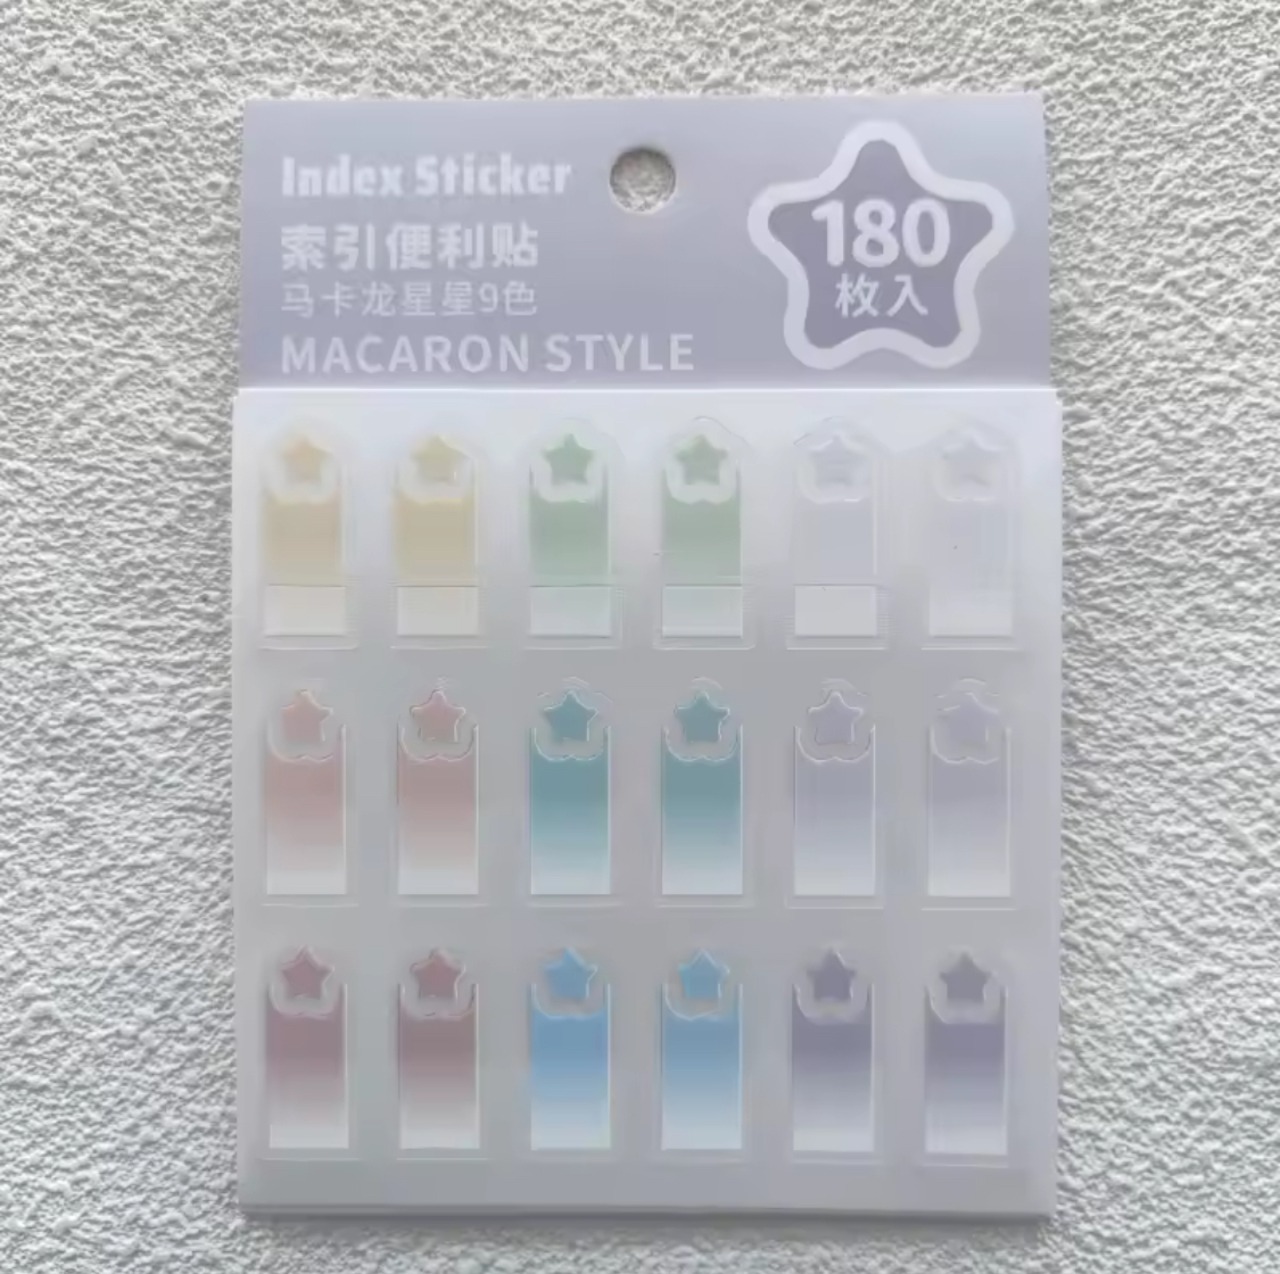 Index Sticker
索引便利贴
马卡龙星星9色
MACARON STYLE
180
枚入